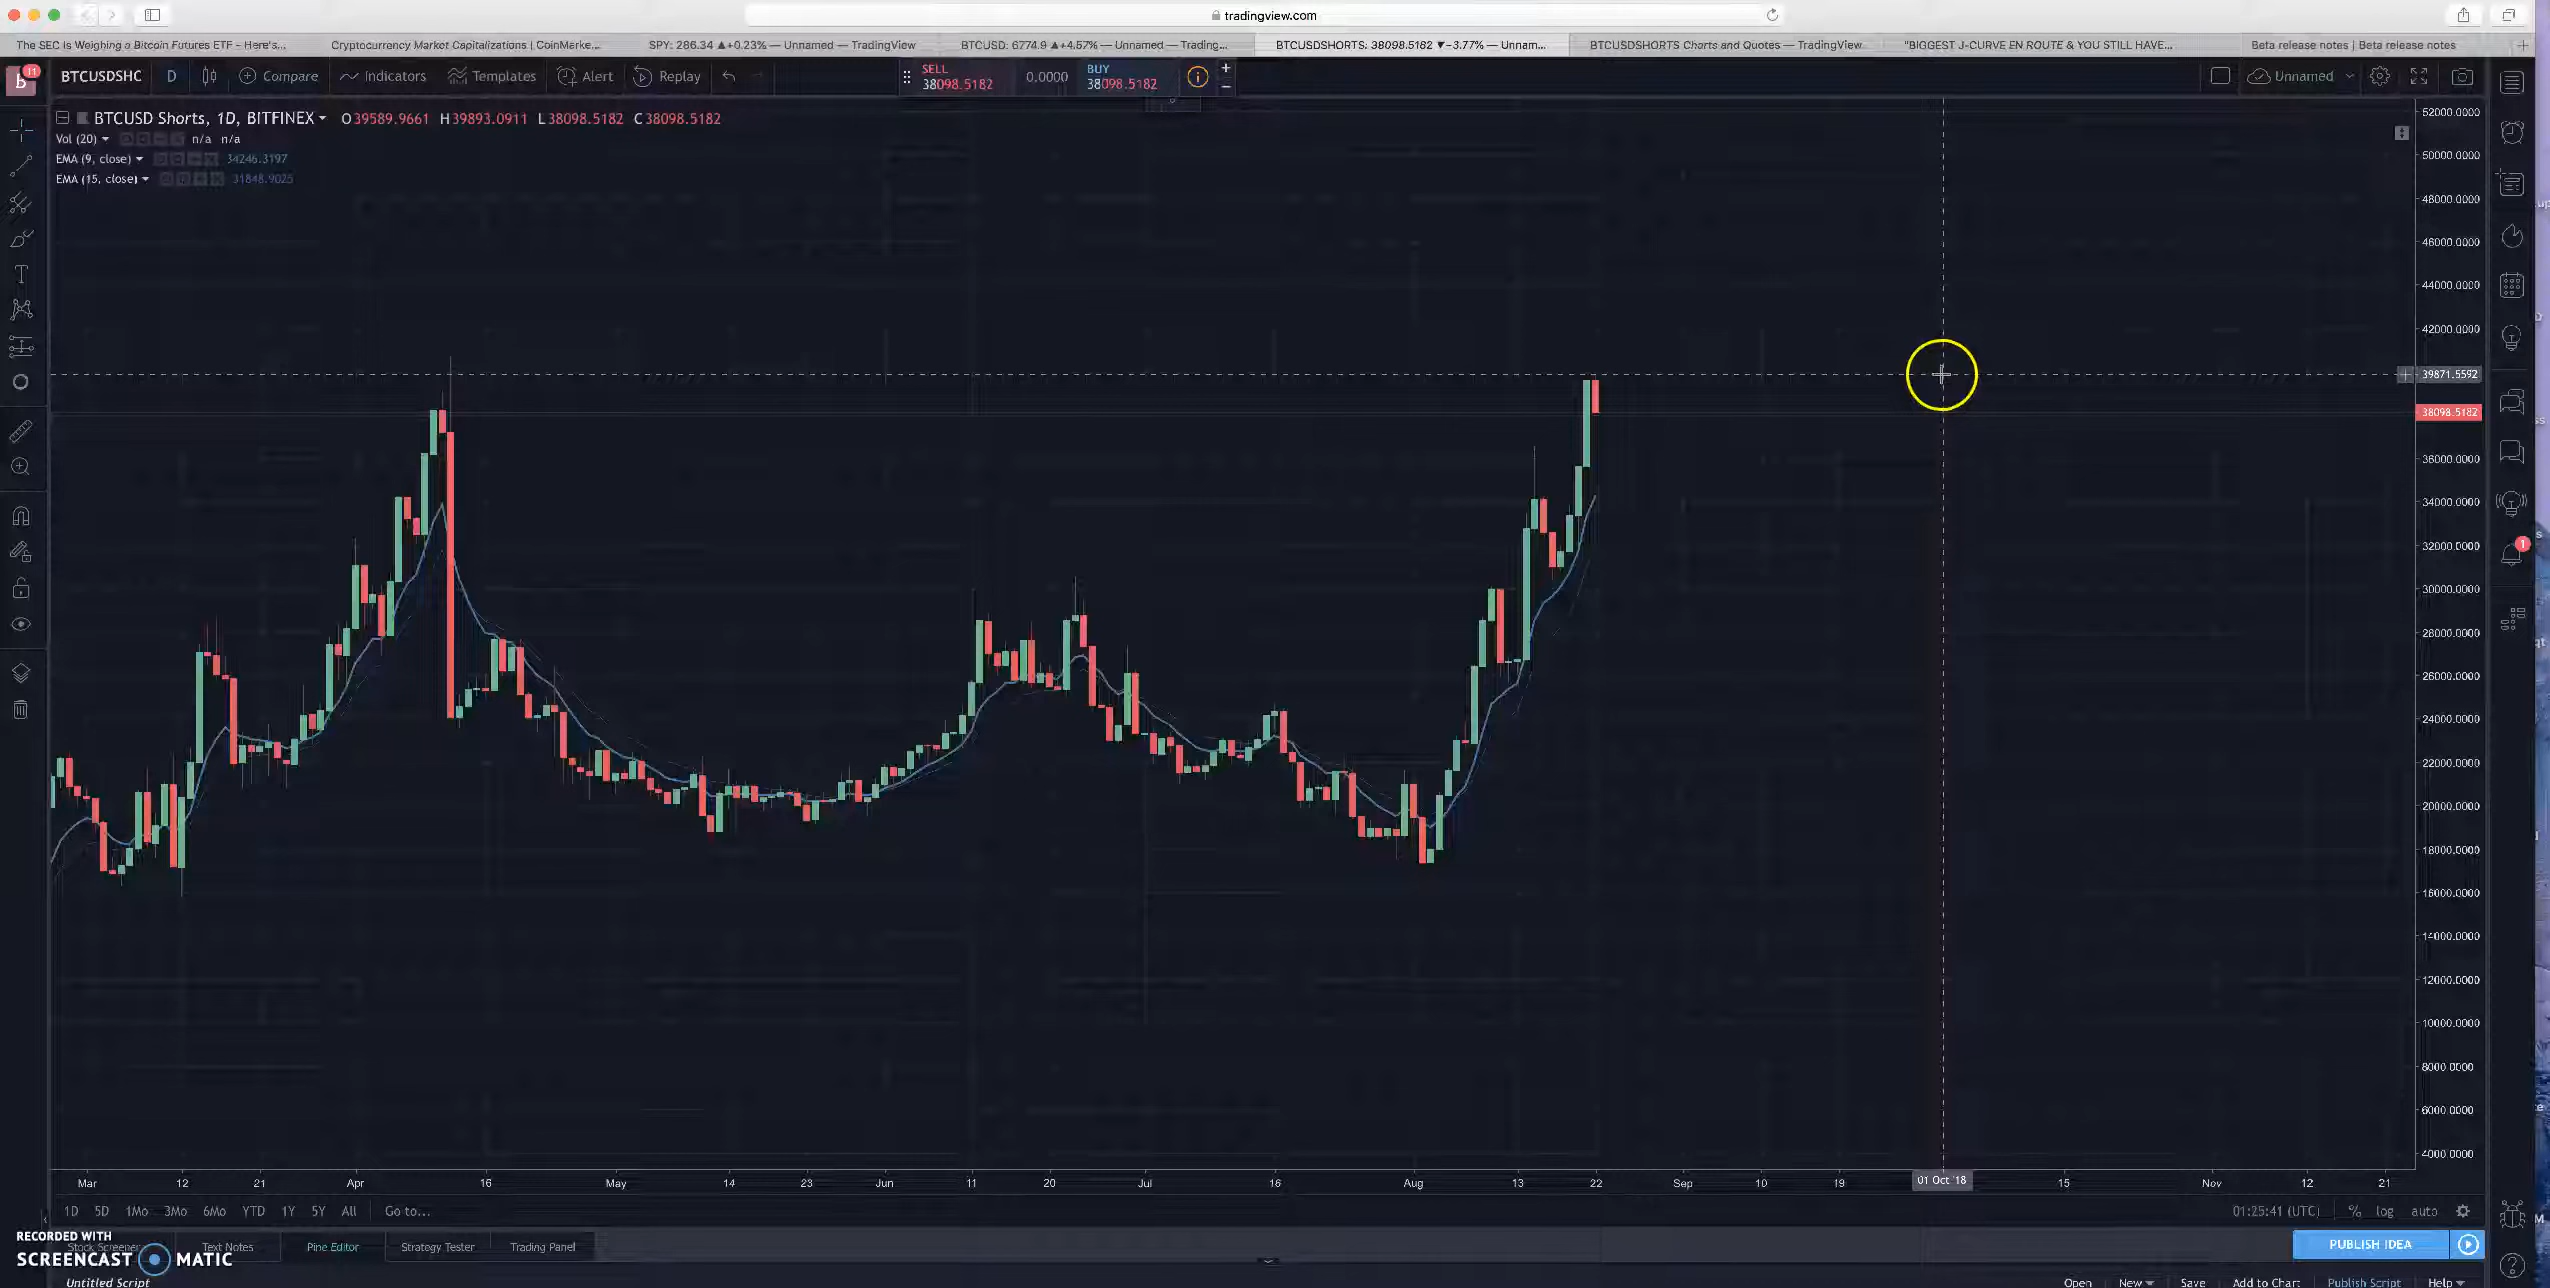 tradingview.com
The SEC Is Weighing a Bitcoin Futures ETF – Here's...
Cryptocurrency Market Capitalizations | CoinMarke...
SPY: 286.34 ▲+0.23% — Unnamed — TradingView
BTCUSD: 6774.9 ▲+4.57% — Unnamed — Trading...
BTCUSDSHORTS: 38098.5182 ▼−3.77% — Unnam...
BTCUSDSHORTS Charts and Quotes — TradingView
"BIGGEST J-CURVE EN ROUTE & YOU STILL HAVE...
Beta release notes | Beta release notes
11
B
BTCUSDSHC
D
Compare
Indicators
Templates
Alert
Replay
SELL
38098.5182
0.0000
BUY
38098.5182
Unnamed
BTCUSD Shorts, 1D, BITFINEX
O39589.9661 H39893.0911 L38098.5182 C38098.5182
Vol (20) n/a n/a
EMA (9, close) 34246.3197
EMA (15, close) 31848.9025
52000.0000
50000.0000
48000.0000
46000.0000
44000.0000
42000.0000
39871.5592
38098.5182
36000.0000
34000.0000
32000.0000
30000.0000
28000.0000
26000.0000
24000.0000
22000.0000
20000.0000
18000.0000
16000.0000
14000.0000
12000.0000
10000.0000
8000.0000
6000.0000
4000.0000
1
Mar 12 21 Apr 16 May 14 23 Jun 11 20 Jul 16 Aug 13 22 Sep 10 19 01 Oct '18 15 Nov 12 21
1D 5D 1Mo 3Mo 6Mo YTD 1Y 5Y All Go to...
01:25:41 (UTC) % log auto
RECORDED WITH
SCREENCAST MATIC
Stock Screener Text Notes Pine Editor Strategy Tester Trading Panel
PUBLISH IDEA
Untitled Script
Open New Save Add to Chart Publish Script Help